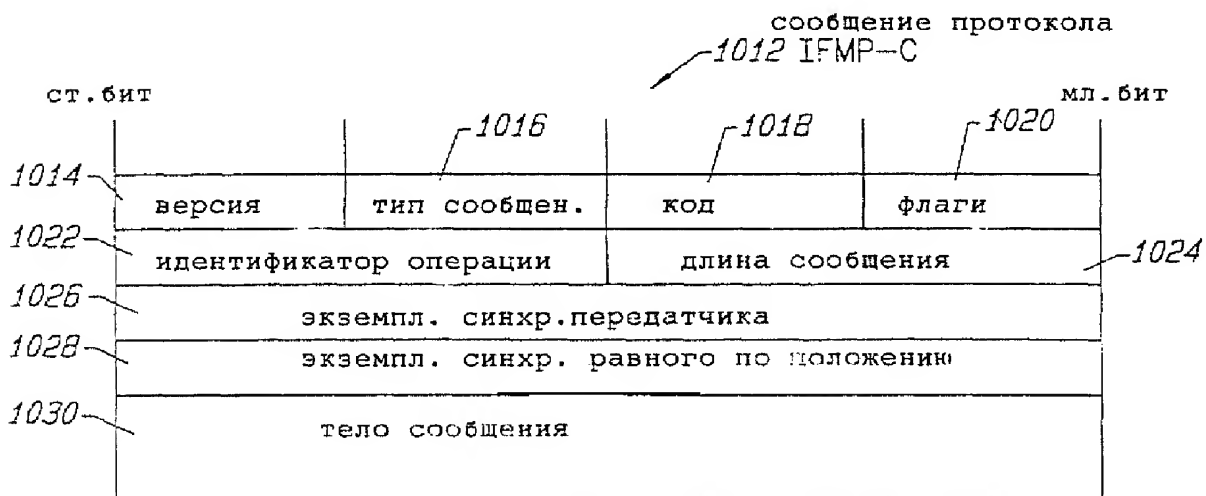 сообщение протокола
1012 IFMP-C
ст.бит мл.бит
1016 1018 1020
1014 версия тип сообщен. код флаги
1022 идентификатор операции длина сообщения 1024
1026 экземпл. синхр.передатчика
1028 экземпл. синхр. равного по положению
1030 тело сообщения